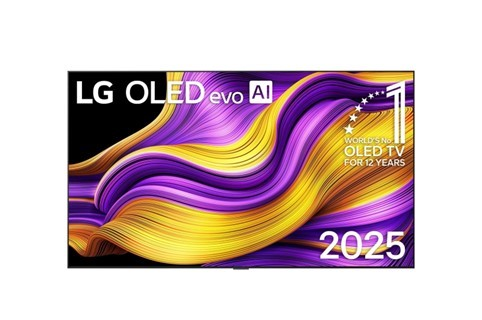 LG OLED evo AI
1
WORLD'S No.
OLED TV
FOR 12 YEARS
2025